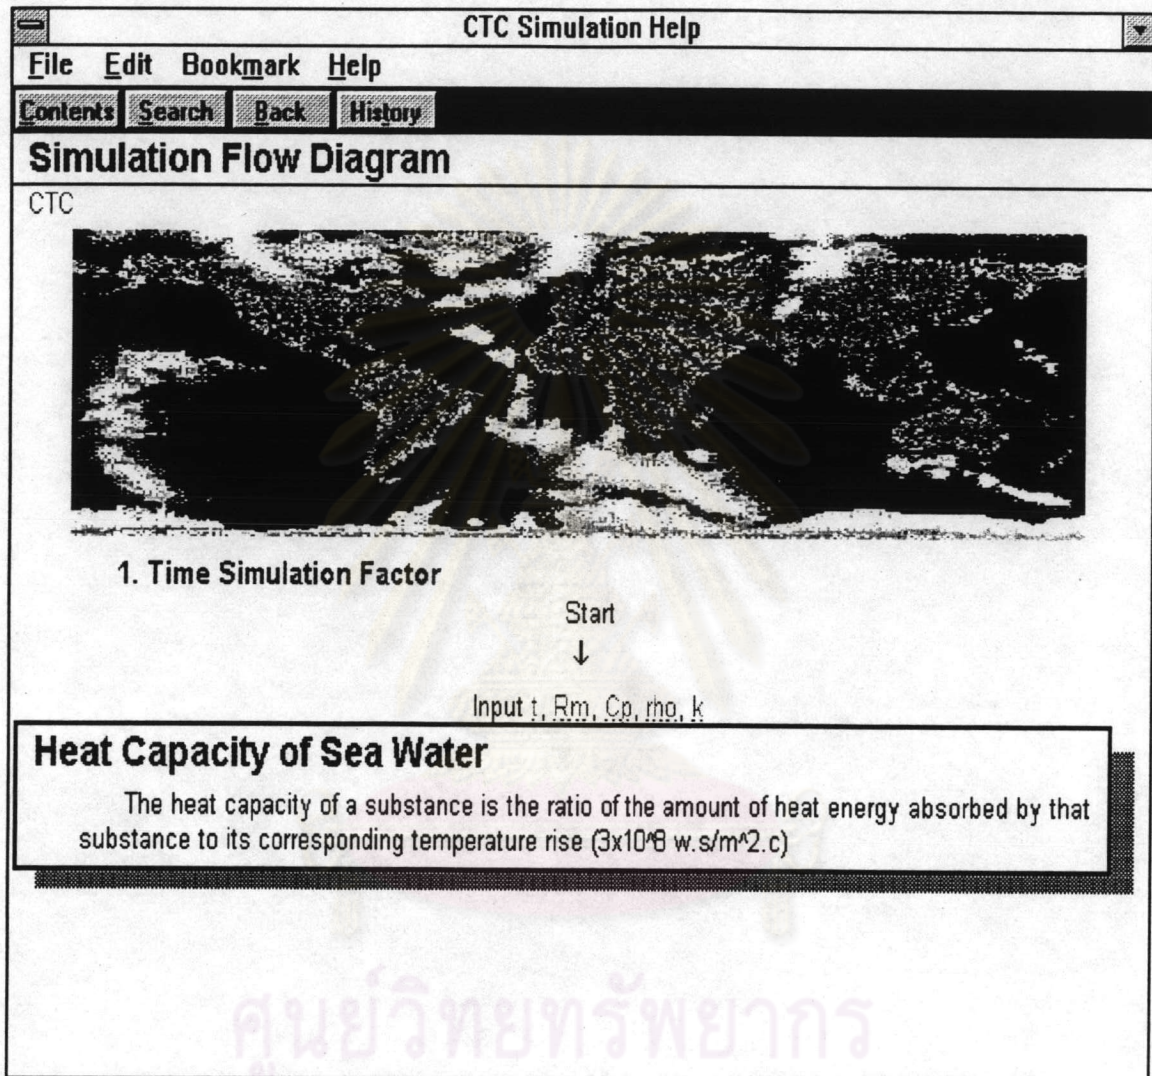 CTC Simulation Help
File Edit Bookmark Help
Contents Search Back History
Simulation Flow Diagram
CTC
1. Time Simulation Factor
Start
↓
Input t, Rm, Cp, rho, k
Heat Capacity of Sea Water
The heat capacity of a substance is the ratio of the amount of heat energy absorbed by that
substance to its corresponding temperature rise (3x10^8 w.s/m^2.c)
ศูนย์วิทยทรัพยากร